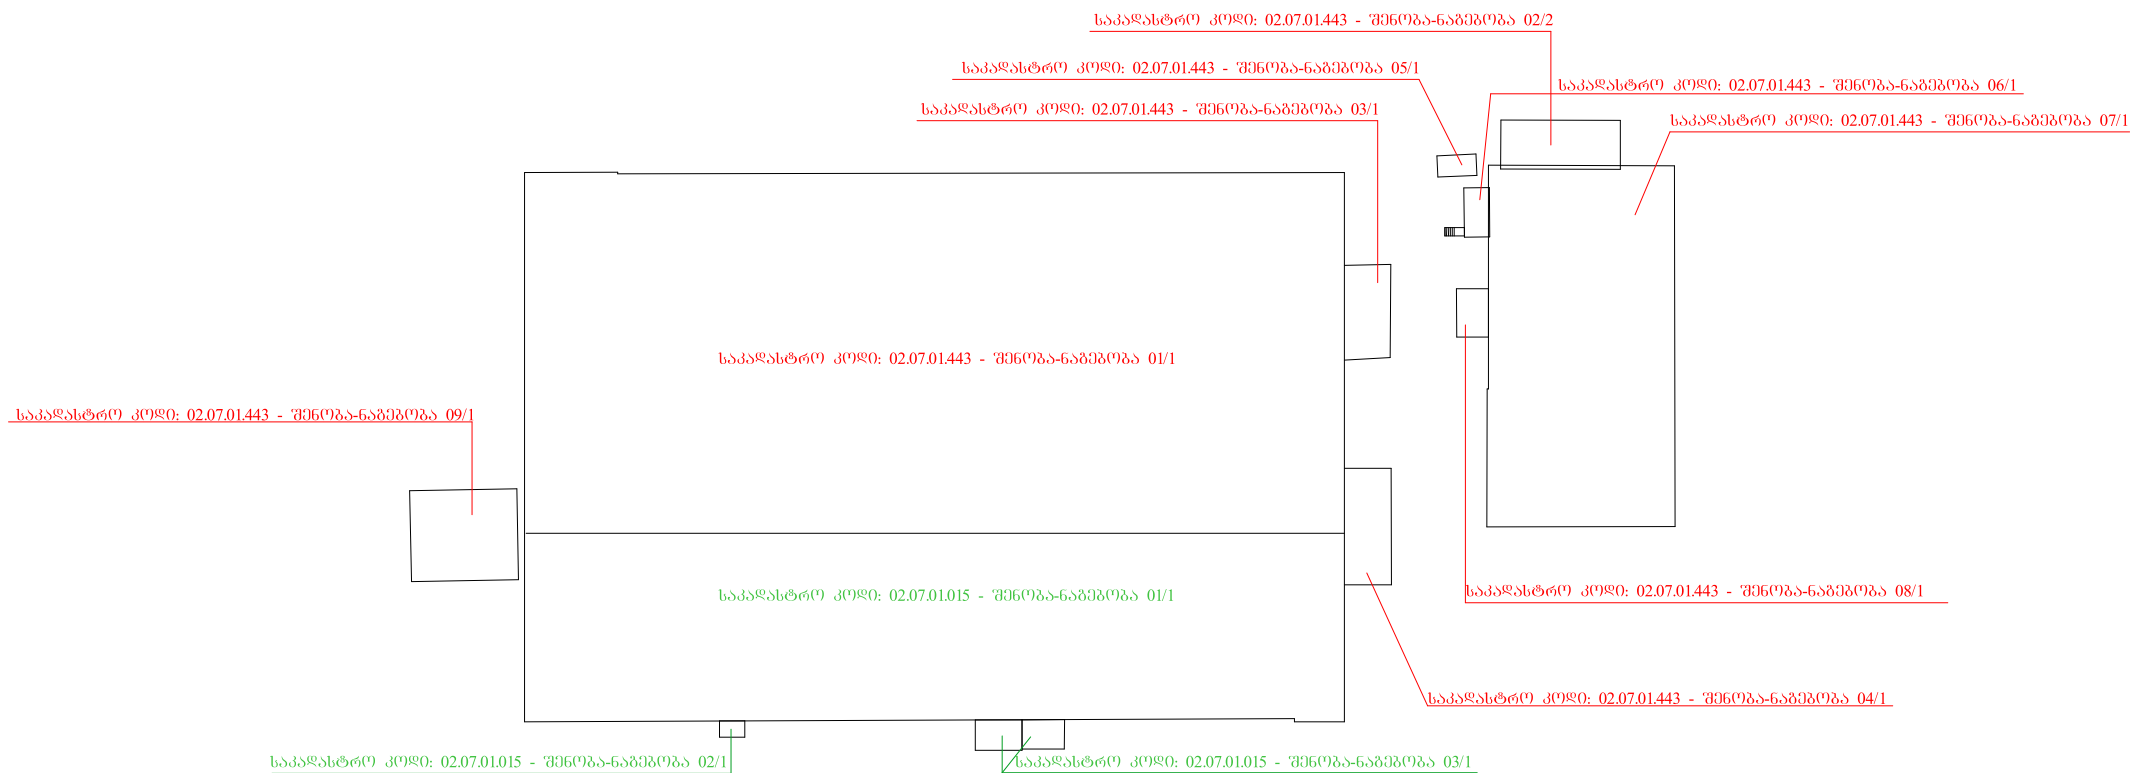 საკადასტრო კოდი: 02.07.01.443 - შენობა-ნაგებობა 02/2
საკადასტრო კოდი: 02.07.01.443 - შენობა-ნაგებობა 05/1
საკადასტრო კოდი: 02.07.01.443 - შენობა-ნაგებობა 06/1
საკადასტრო კოდი: 02.07.01.443 - შენობა-ნაგებობა 03/1
საკადასტრო კოდი: 02.07.01.443 - შენობა-ნაგებობა 07/1
საკადასტრო კოდი: 02.07.01.443 - შენობა-ნაგებობა 01/1
საკადასტრო კოდი: 02.07.01.443 - შენობა-ნაგებობა 09/1
საკადასტრო კოდი: 02.07.01.443 - შენობა-ნაგებობა 08/1
საკადასტრო კოდი: 02.07.01.015 - შენობა-ნაგებობა 01/1
საკადასტრო კოდი: 02.07.01.443 - შენობა-ნაგებობა 04/1
საკადასტრო კოდი: 02.07.01.015 - შენობა-ნაგებობა 02/1
საკადასტრო კოდი: 02.07.01.015 - შენობა-ნაგებობა 03/1